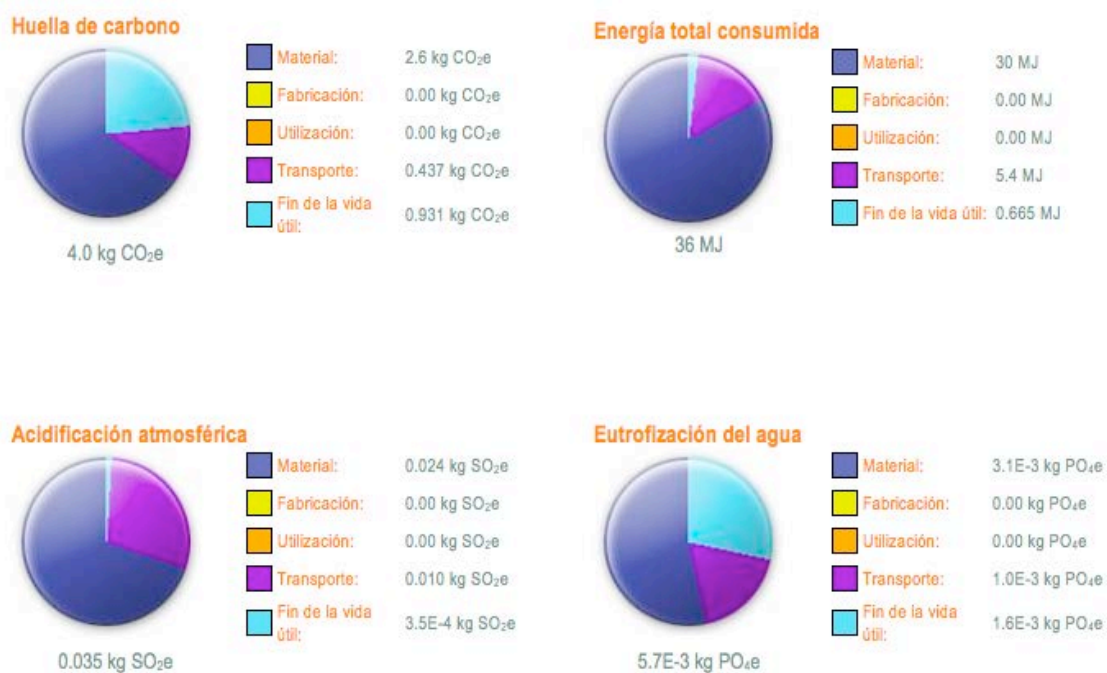 Huella de carbono
Material: 2.6 kg CO₂e
Fabricación: 0.00 kg CO₂e
Utilización: 0.00 kg CO₂e
Transporte: 0.437 kg CO₂e
Fin de la vida
útil: 0.931 kg CO₂e
4.0 kg CO₂e
Energía total consumida
Material: 30 MJ
Fabricación: 0.00 MJ
Utilización: 0.00 MJ
Transporte: 5.4 MJ
Fin de la vida útil: 0.665 MJ
36 MJ
Acidificación atmosférica
Material: 0.024 kg SO₂e
Fabricación: 0.00 kg SO₂e
Utilización: 0.00 kg SO₂e
Transporte: 0.010 kg SO₂e
Fin de la vida
útil: 3.5E-4 kg SO₂e
0.035 kg SO₂e
Eutrofización del agua
Material: 3.1E-3 kg PO₄e
Fabricación: 0.00 kg PO₄e
Utilización: 0.00 kg PO₄e
Transporte: 1.0E-3 kg PO₄e
Fin de la vida
útil: 1.6E-3 kg PO₄e
5.7E-3 kg PO₄e